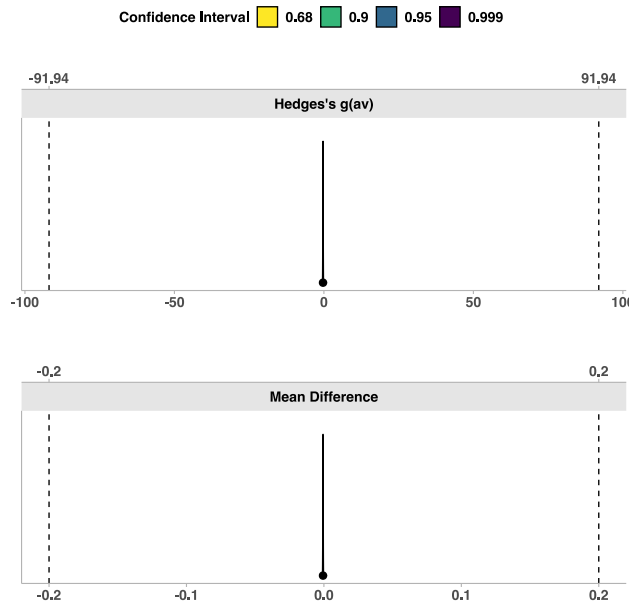 Confidence Interval 0.68 0.9 0.95 0.999
-91.94 91.94
Hedges's g(av)
-100 -50 0 50 100
-0.2 0.2
Mean Difference
-0.2 -0.1 0.0 0.1 0.2